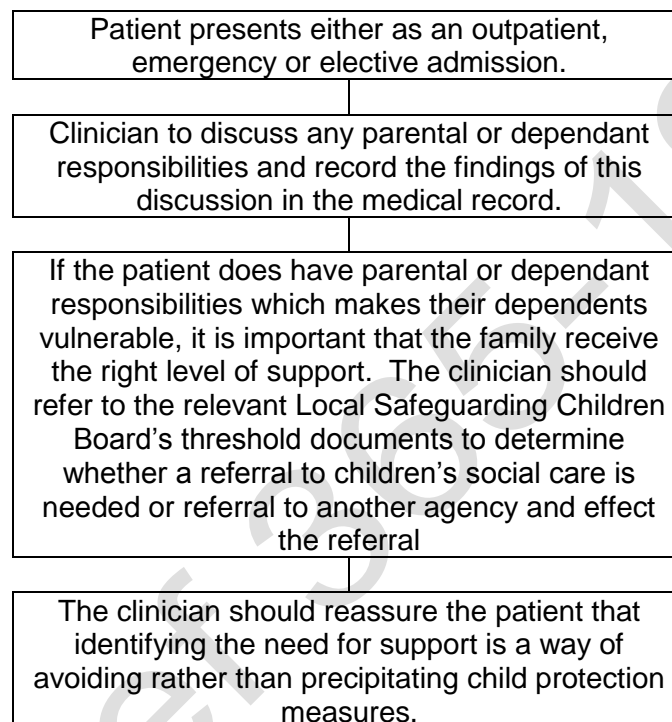 Patient presents either as an outpatient,
emergency or elective admission.
Clinician to discuss any parental or dependant
responsibilities and record the findings of this
discussion in the medical record.
If the patient does have parental or dependant
responsibilities which makes their dependents
vulnerable, it is important that the family receive
the right level of support.  The clinician should
refer to the relevant Local Safeguarding Children
Board's threshold documents to determine
whether a referral to children's social care is
needed or referral to another agency and effect
the referral
The clinician should reassure the patient that
identifying the need for support is a way of
avoiding rather than precipitating child protection
measures.